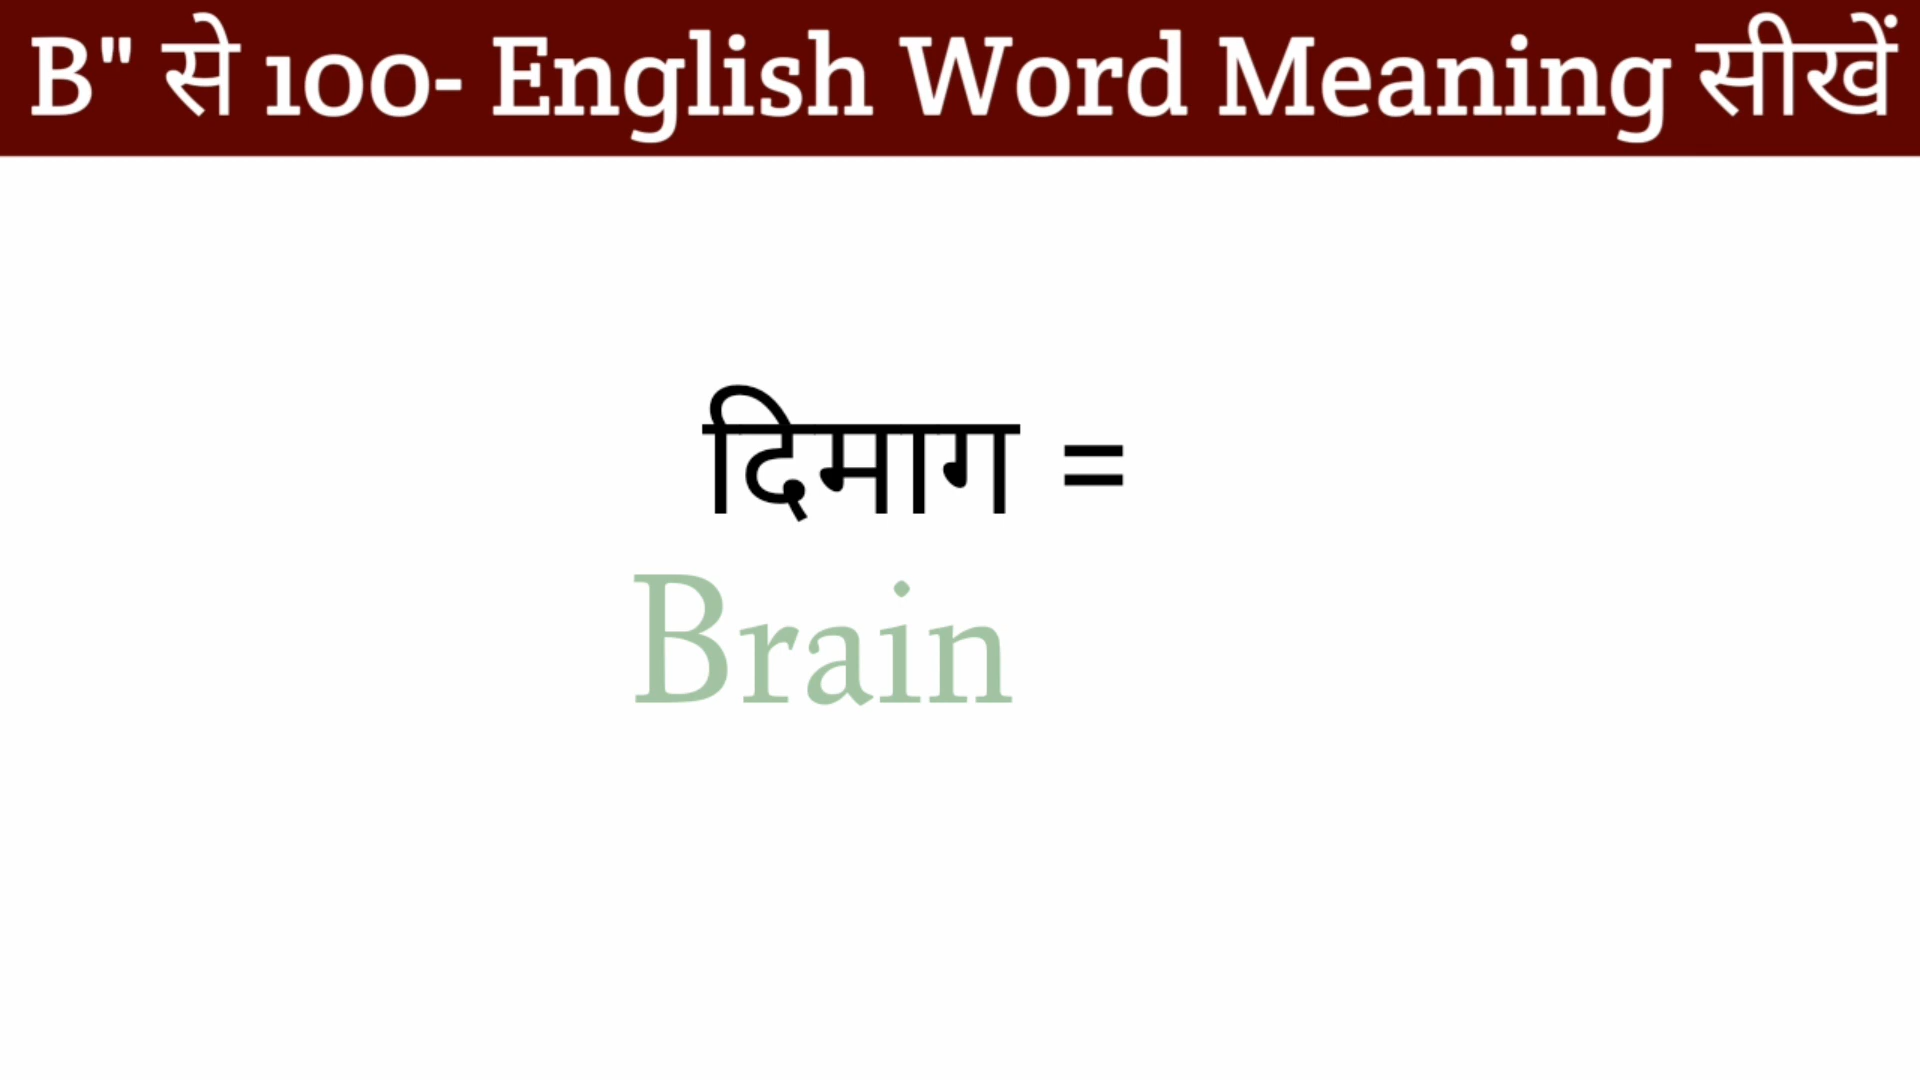 B" से 100- English Word Meaning सीखें
दिमाग =
Brain